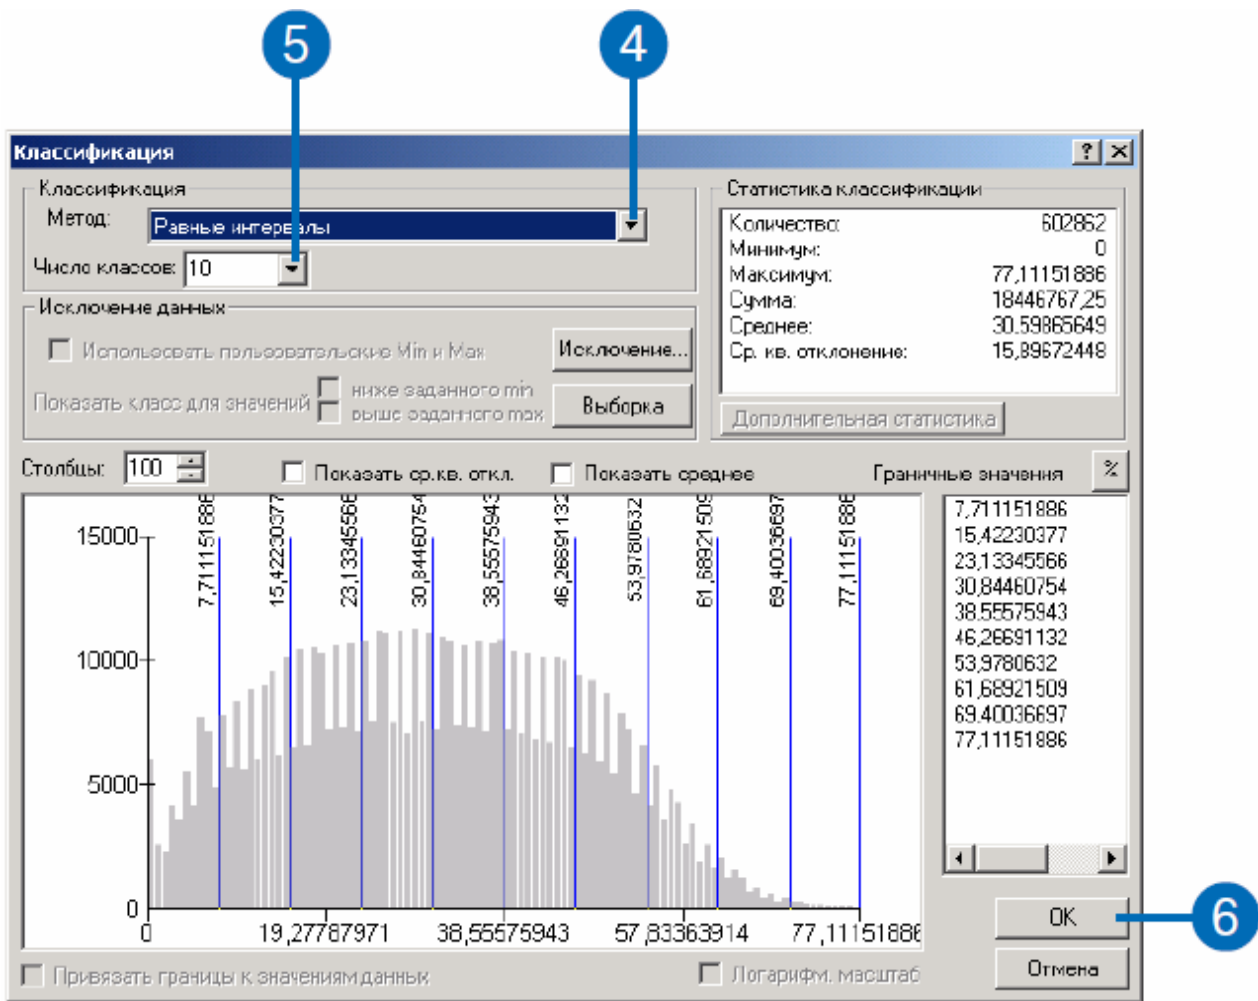 5 4
Классификация
Классификация
Метод: Равные интервалы
Число классов: 10
Статистика классификации
Количество: 602862
Минимум: 0
Максимум: 77,11151886
Сумма: 18446767,25
Среднее: 30,59865649
Ср. кв. отклонение: 15,89672448
Дополнительная статистика
Исключение данных
Использовать пользовательские Min и Max
Исключение...
Показать класс для значений
ниже заданного min
выше заданного max
Выборка
Столбцы: 100
Показать ср.кв. откл.
Показать среднее
Граничные значения
%
7,711151886
15,42230377
23,13345566
30,84460754
38,55575943
46,26691132
53,9780632
61,68921509
69,40036697
77,11151886
15000
10000
5000
0
0 19,27787971 38,55575943 57,83363914 77,11151886
7,711151886
15,42230377
23,13345566
30,84460754
38,55575943
46,26691132
53,9780632
61,68921509
69,40036697
77,11151886
OK
6
Отмена
Привязать границы к значениям данных
Логарифм. масштаб